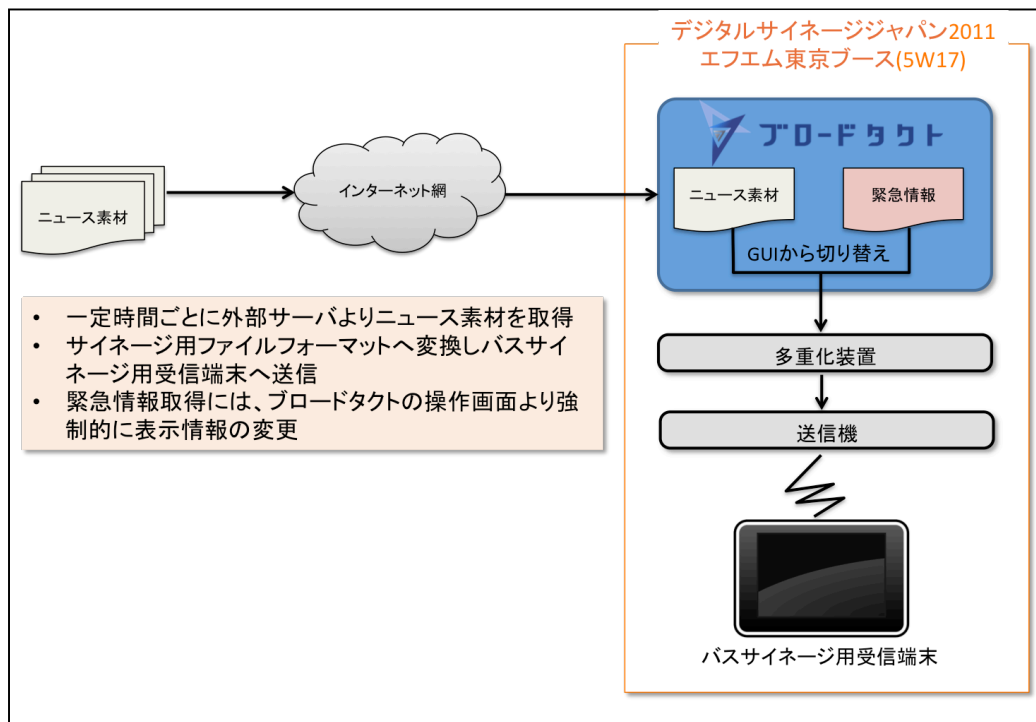 デジタルサイネージジャパン2011
エフエム東京ブース(5W17)
ブロードタクト
ニュース素材
インターネット網
ニュース素材
緊急情報
GUIから切り替え
• 一定時間ごとに外部サーバよりニュース素材を取得
• サイネージ用ファイルフォーマットへ変換しバスサイ
ネージ用受信端末へ送信
• 緊急情報取得には、ブロードタクトの操作画面より強
制的に表示情報の変更
多重化装置
送信機
バスサイネージ用受信端末